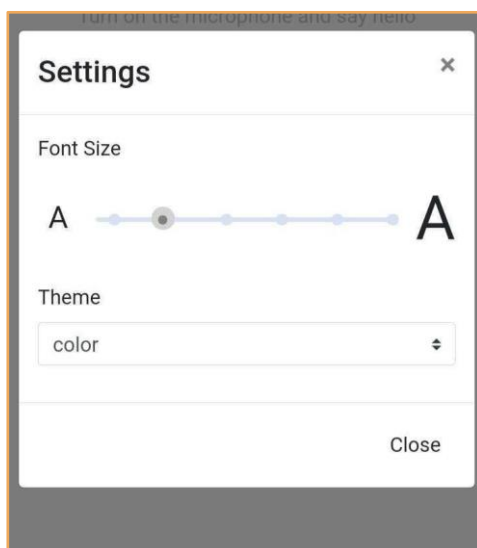 Turn on the microphone and say hello
Settings ×
Font Size
A A
Theme
color
Close